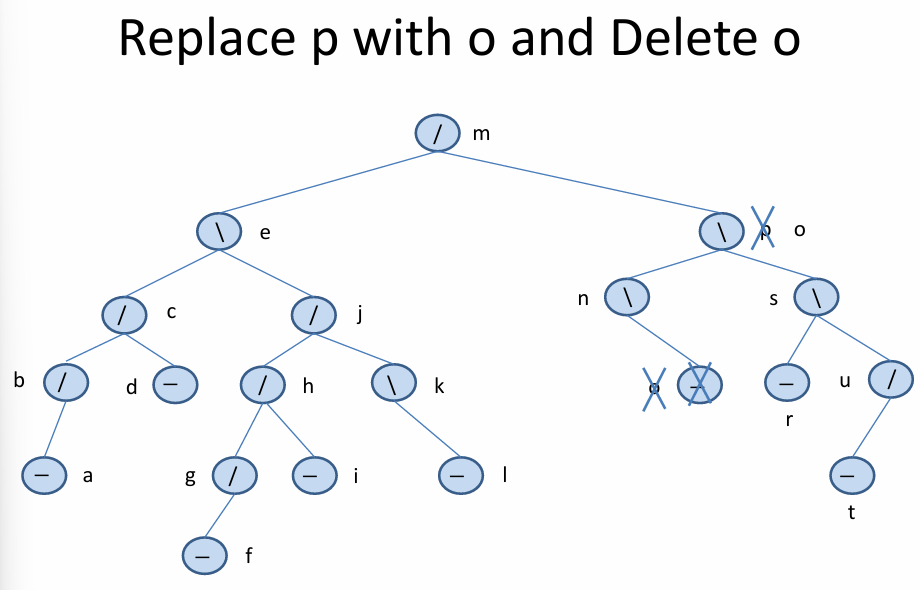 Replace p with o and Delete o
/ m
\ e
\ p o
/ c
/ j
n \
s \
b /
d –
/ h
\ k
o –
–
u /
r
– a
g /
– i
– l
–
t
– f